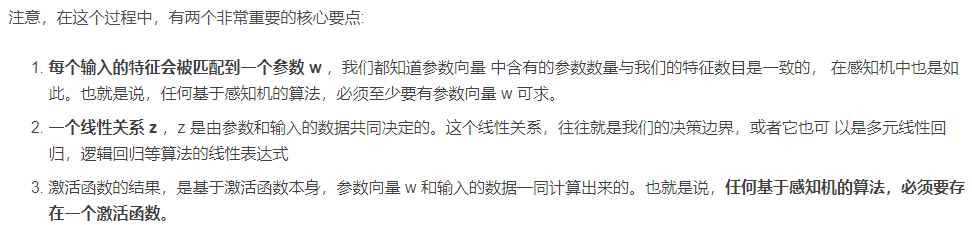 注意，在这个过程中，有两个非常重要的核心要点:
1. 每个输入的特征会被匹配到一个参数 w ，我们都知道参数向量 中含有的参数数量与我们的特征数目是一致的， 在感知机中也是如
此。也就是说，任何基于感知机的算法，必须至少要有参数向量 w 可求。
2. 一个线性关系 z ，z 是由参数和输入的数据共同决定的。这个线性关系，往往就是我们的决策边界，或者它也可 以是多元线性回
归，逻辑回归等算法的线性表达式
3. 激活函数的结果，是基于激活函数本身，参数向量 w 和输入的数据一同计算出来的。也就是说，任何基于感知机的算法，必须要存
在一个激活函数。